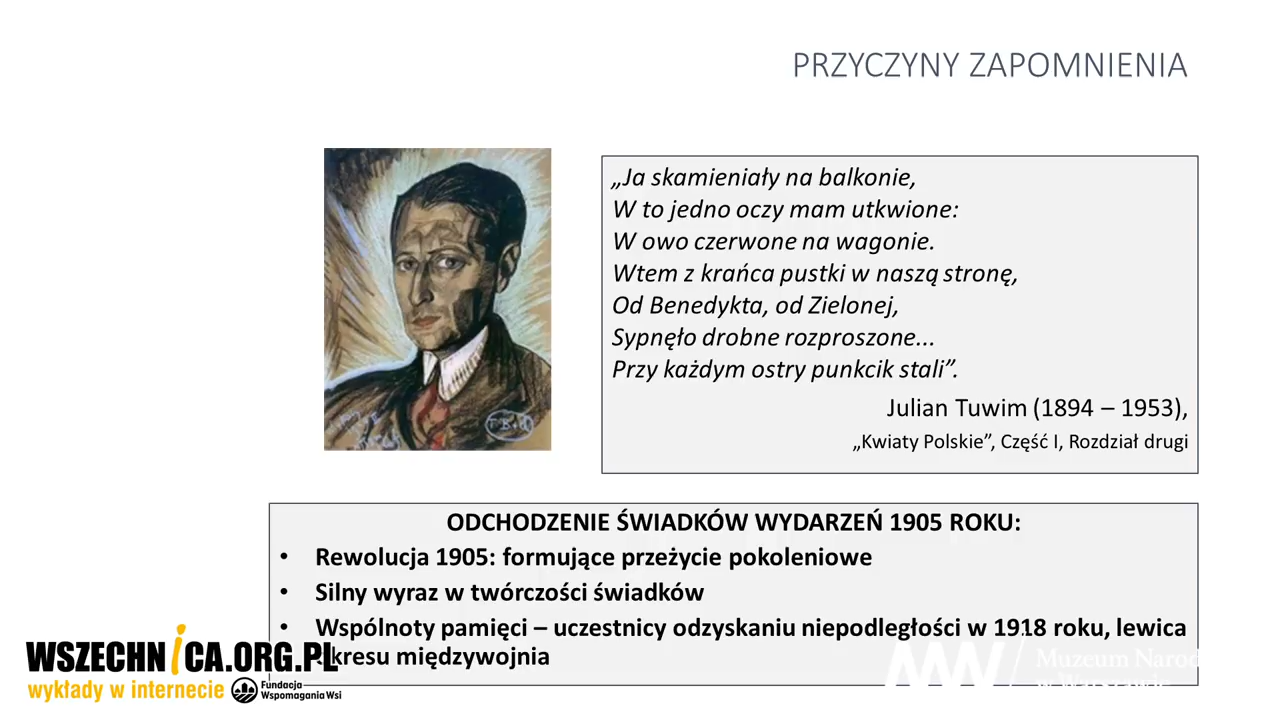 PRZYCZYNY ZAPOMNIENIA
„Ja skamieniały na balkonie,
W to jedno oczy mam utkwione:
W owo czerwone na wagonie.
Wtem z krańca pustki w naszą stronę,
Od Benedykta, od Zielonej,
Sypnęło drobne rozproszone...
Przy każdym ostry punkcik stali”.
Julian Tuwim (1894 – 1953),
„Kwiaty Polskie”, Część I, Rozdział drugi
ODCHODZENIE ŚWIADKÓW WYDARZEŃ 1905 ROKU:
• Rewolucja 1905: formujące przeżycie pokoleniowe
• Silny wyraz w twórczości świadków
• Wspólnoty pamięci – uczestnicy odzyskaniu niepodległości w 1918 roku, lewica
okresu międzywojnia
WSZECHNiCA.ORG.PL
wykłady w internecie
Fundacja
WspomaganiaWsi
Muzeum Narod
w Warszawie